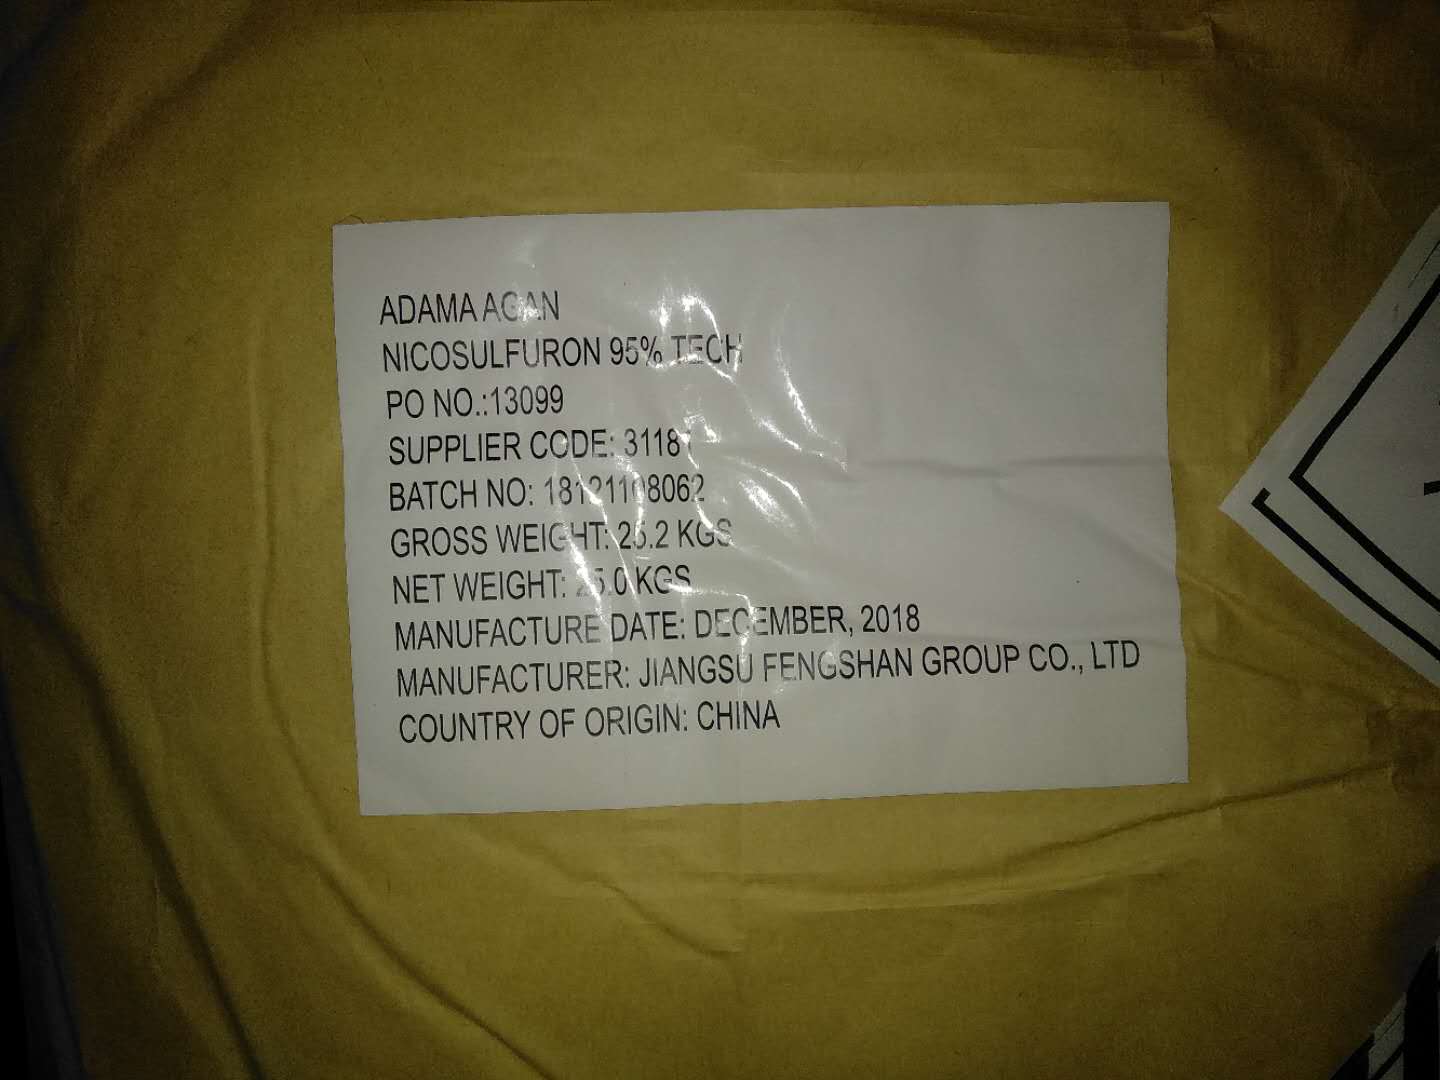 ADAMA AGAN
NICOSULFURON 95% TECH
PO NO.:13099
SUPPLIER CODE: 31181
BATCH NO: 18121108062
GROSS WEIGHT: 25.2 KGS
NET WEIGHT: 25.0 KGS
MANUFACTURE DATE: DECEMBER, 2018
MANUFACTURER: JIANGSU FENGSHAN GROUP CO., LTD
COUNTRY OF ORIGIN: CHINA